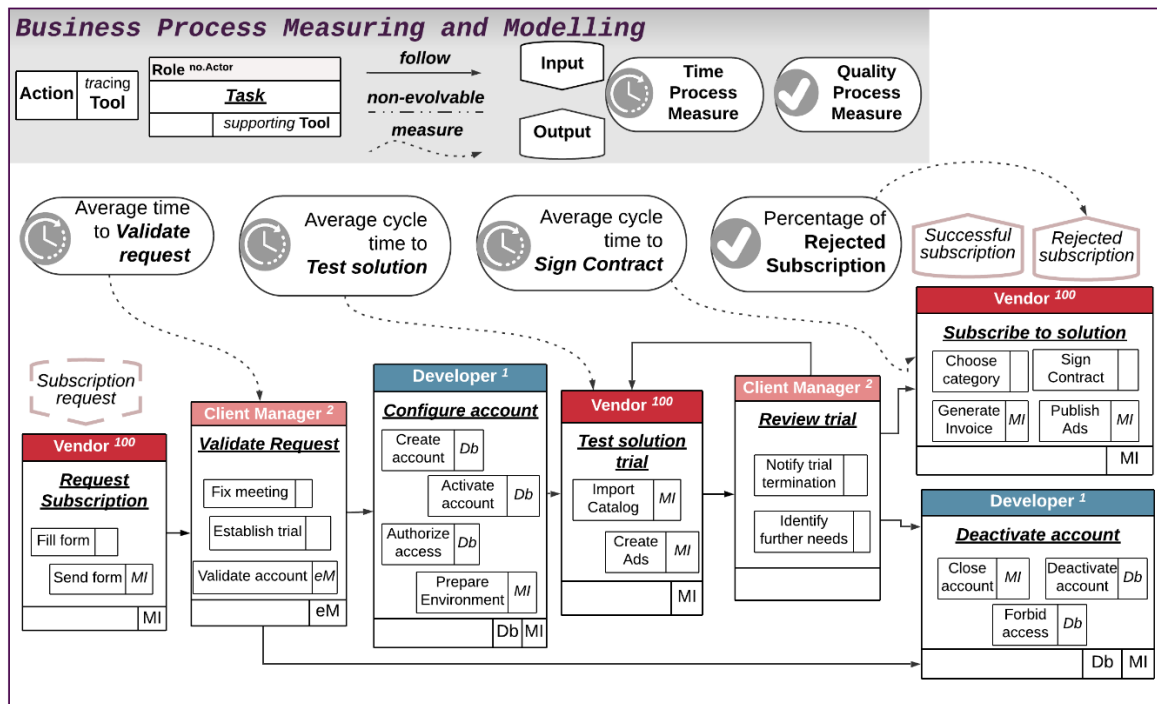 Business Process Measuring and Modelling
Action
tracing
Tool
Role no.Actor
Task
supporting Tool
follow
non-evolvable
measure
Input
Output
Time
Process
Measure
Quality
Process
Measure
Average time
to Validate
request
Average cycle
time to
Test solution
Average cycle
time to
Sign Contract
Percentage of
Rejected
Subscription
Successful
subscription
Rejected
subscription
Subscription
request
Vendor 100
Request
Subscription
Fill form
Send form MI
MI
Client Manager 2
Validate Request
Fix meeting
Establish trial
Validate account eM
eM
Developer 1
Configure account
Create
account Db
Activate
account Db
Authorize
access Db
Prepare
Environment MI
Db MI
Vendor 100
Test solution
trial
Import
Catalog MI
Create
Ads MI
MI
Client Manager 2
Review trial
Notify trial
termination
Identify
further needs
Vendor 100
Subscribe to solution
Choose
category
Sign
Contract
Generate
Invoice MI
Publish
Ads MI
MI
Developer 1
Deactivate account
Close
account MI
Deactivate
account Db
Forbid
access Db
Db MI